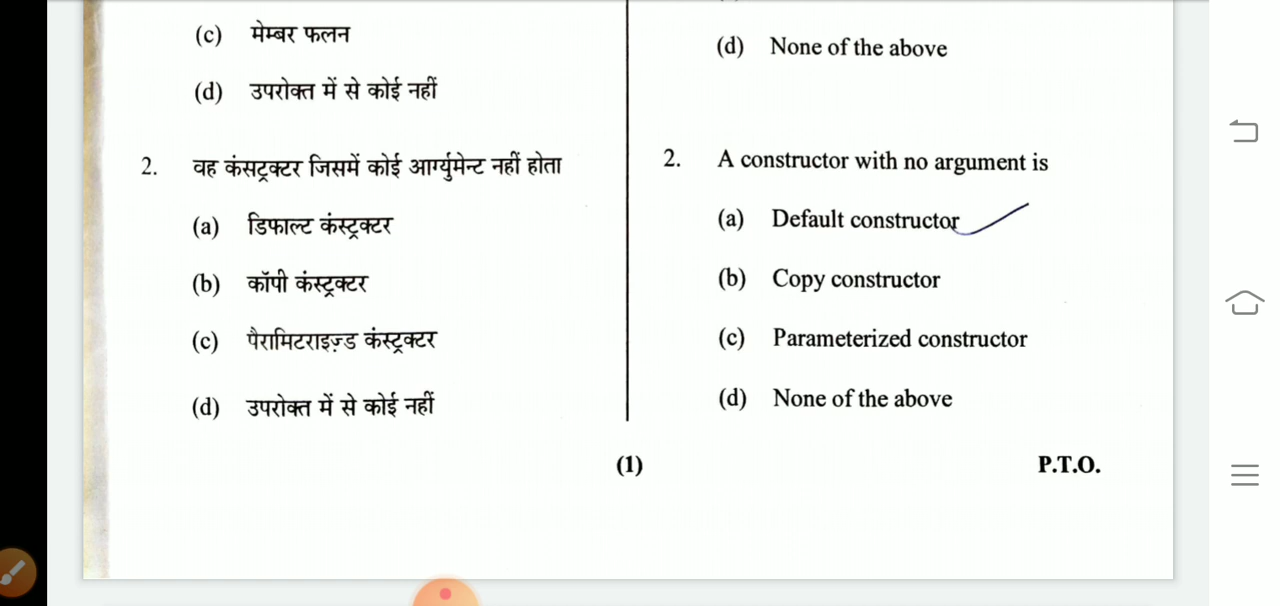 (c) मेम्बर फलन
(d) उपरोक्त में से कोई नहीं
2. वह कंसट्रक्टर जिसमें कोई आर्ग्युमेन्ट नहीं होता
(a) डिफाल्ट कंस्ट्रक्टर
(b) कॉपी कंस्ट्रक्टर
(c) पैरामिटराइज़्ड कंस्ट्रक्टर
(d) उपरोक्त में से कोई नहीं
(d) None of the above
2. A constructor with no argument is
(a) Default constructor
(b) Copy constructor
(c) Parameterized constructor
(d) None of the above
(1)
P.T.O.